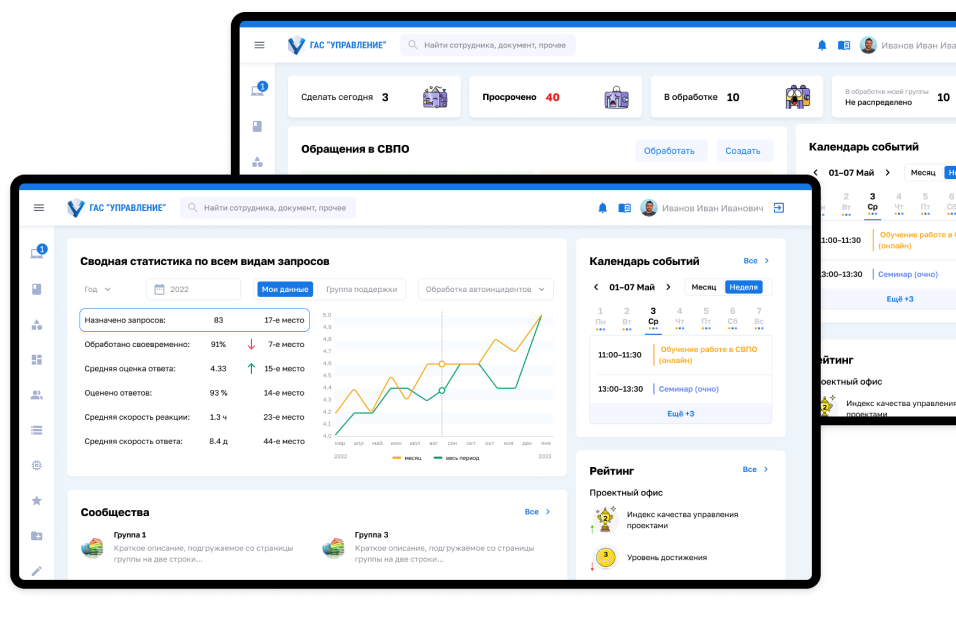 ГАС "УПРАВЛЕНИЕ"
Найти сотрудника, документ, прочее
Иванов Иван
1
Сделать сегодня 3
Просрочено 40
В обработке 10
В обработке моей группы
Не распределено 10
Обращения в СВПО
Обработать
Создать
Календарь событий
01–07 Май
Месяц
2 3 4 5 6
Вт Ср Чт Пт Сб
1:00–11:30
Обучение работе в
(онлайн)
3:00–13:30
Семинар (очно)
Ещё +3
йтинг
оектный офис
2
Индекс качества управления
проектами
ГАС "УПРАВЛЕНИЕ"
Найти сотрудника, документ, прочее
Иванов Иван Иванович
1
Сводная статистика по всем видам запросов
Год
2022
Мои данные
Группа поддержки
Обработка автоинцидентов
Назначено запросов: 83 17-е место
Обработано своевременно: 91% 7-е место
Средняя оценка ответа: 4.33 15-е место
Оценено ответов: 93 % 14-е место
Средняя скорость реакции: 1.3 ч 23-е место
Средняя скорость ответа: 8.4 д 44-е место
5.0
4.9
4.8
4.7
4.6
4.5
4.4
4.3
4.2
4.1
4.0
мар апр май июн июл авг сен окт окт ноя дек янв
2022 2023
месяц весь период
Календарь событий
Все
01–07 Май
Месяц
Неделя
1 2 3 4 5 6 7
Пн Вт Ср Чт Пт Сб Вс
11:00–11:30
Обучение работе в СВПО
(онлайн)
13:00–13:30
Семинар (очно)
Ещё +3
Сообщества
Все
Группа 1
Краткое описание, подгружаемое со страницы
группы на две строки...
Группа 3
Краткое описание, подгружаемое со страницы
группы на две строки...
Рейтинг
Все
Проектный офис
2
Индекс качества управления
проектами
3
Уровень достижения